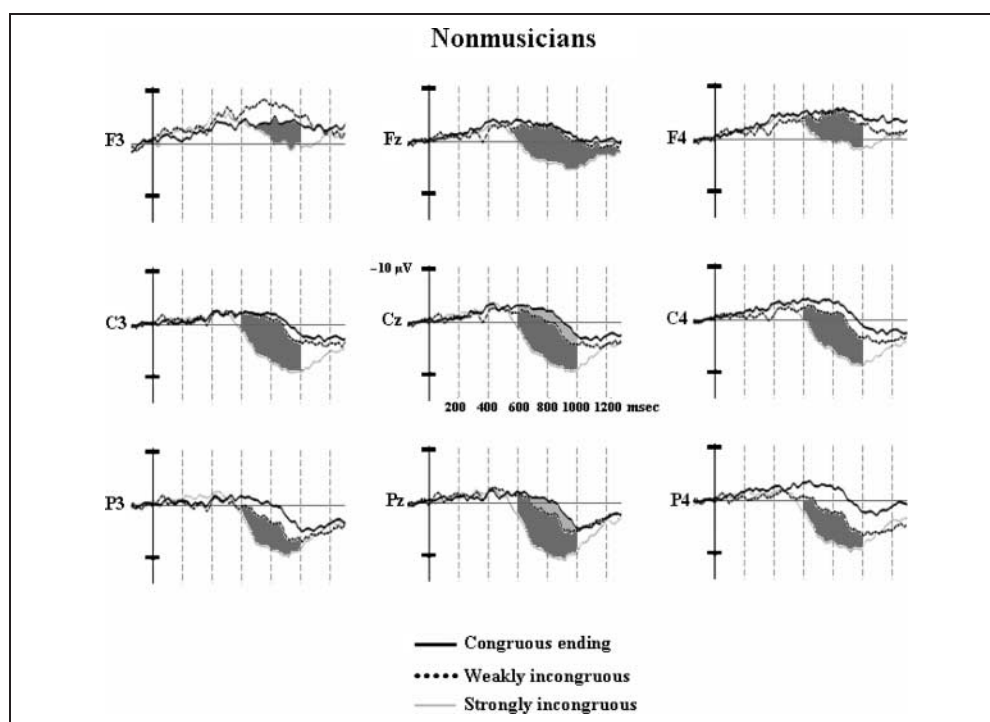 Nonmusicians
F3
Fz
F4
−10 µV
C3
Cz
C4
200 400 600 800 1000 1200 msec
P3
Pz
P4
Congruous ending
Weakly incongruous
Strongly incongruous